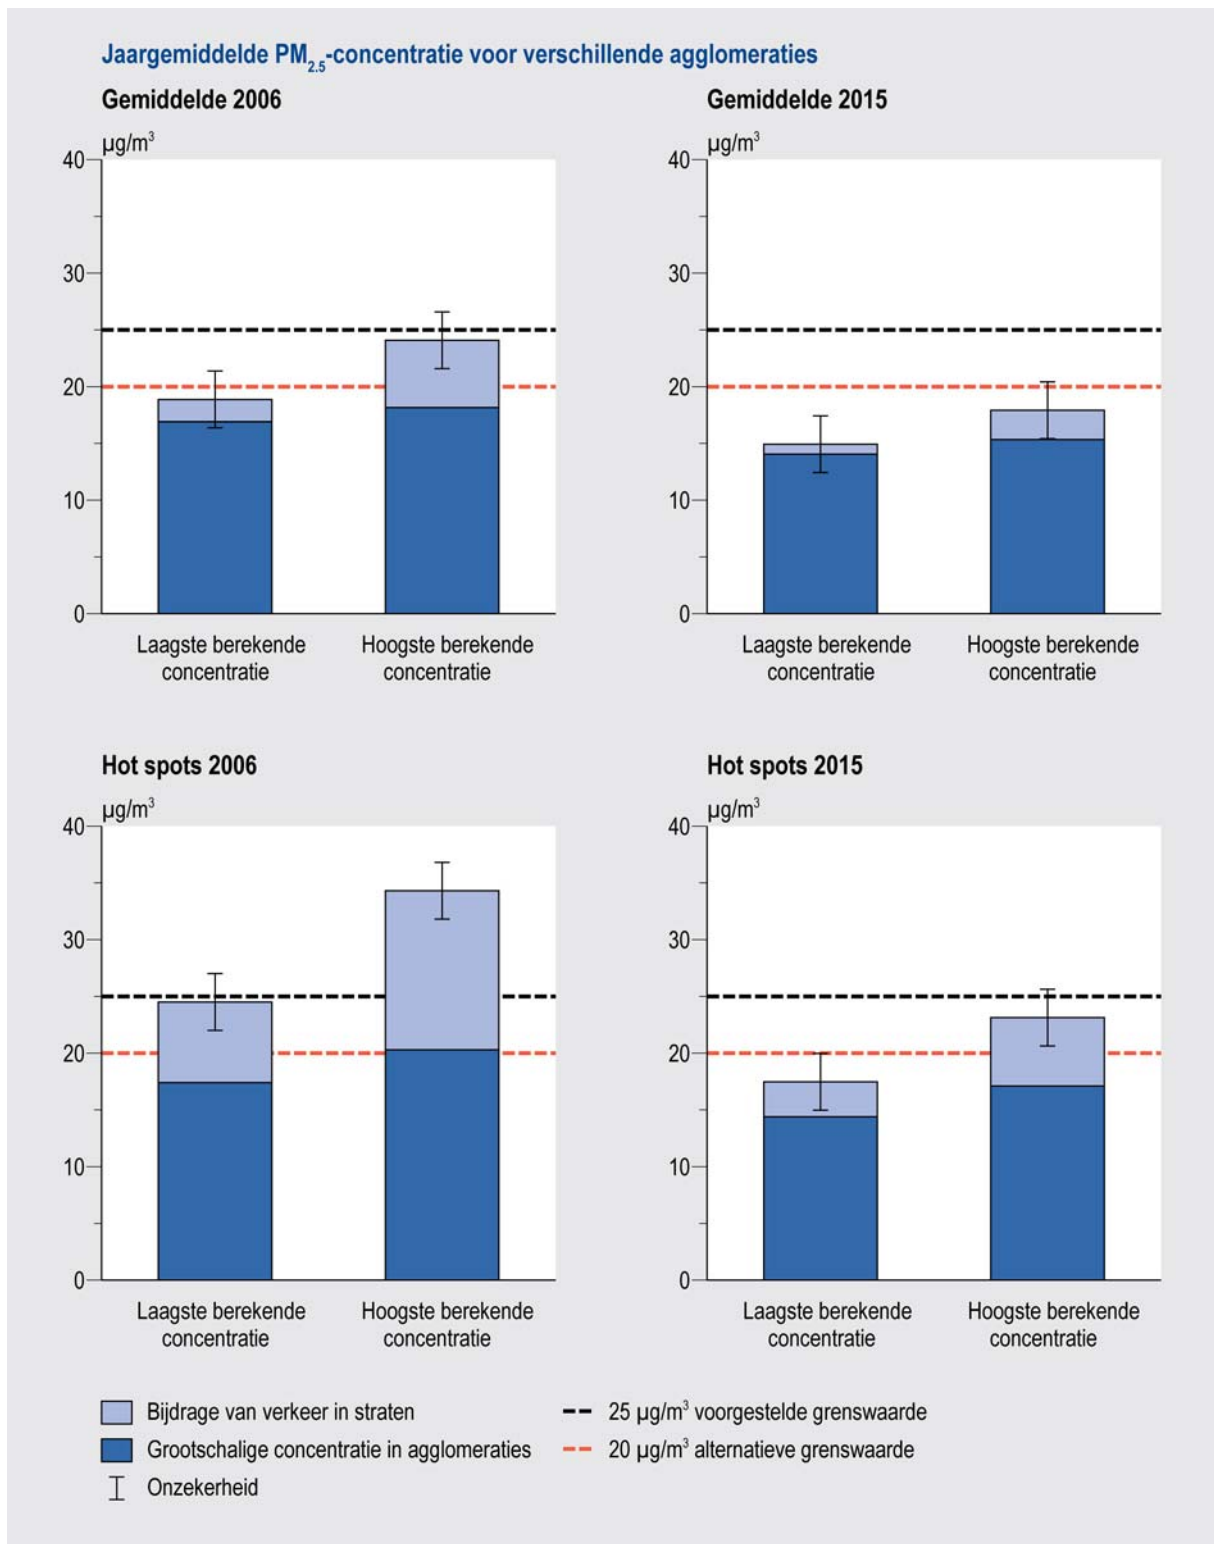 Jaargemiddelde PM2.5-concentratie voor verschillende agglomeraties
Gemiddelde 2006
µg/m³
40
30
20
10
0
Laagste berekende
concentratie
Hoogste berekende
concentratie
Gemiddelde 2015
µg/m³
40
30
20
10
0
Laagste berekende
concentratie
Hoogste berekende
concentratie
Hot spots 2006
µg/m³
40
30
20
10
0
Laagste berekende
concentratie
Hoogste berekende
concentratie
Hot spots 2015
µg/m³
40
30
20
10
0
Laagste berekende
concentratie
Hoogste berekende
concentratie
Bijdrage van verkeer in straten
Grootschalige concentratie in agglomeraties
Onzekerheid
25 µg/m³ voorgestelde grenswaarde
20 µg/m³ alternatieve grenswaarde